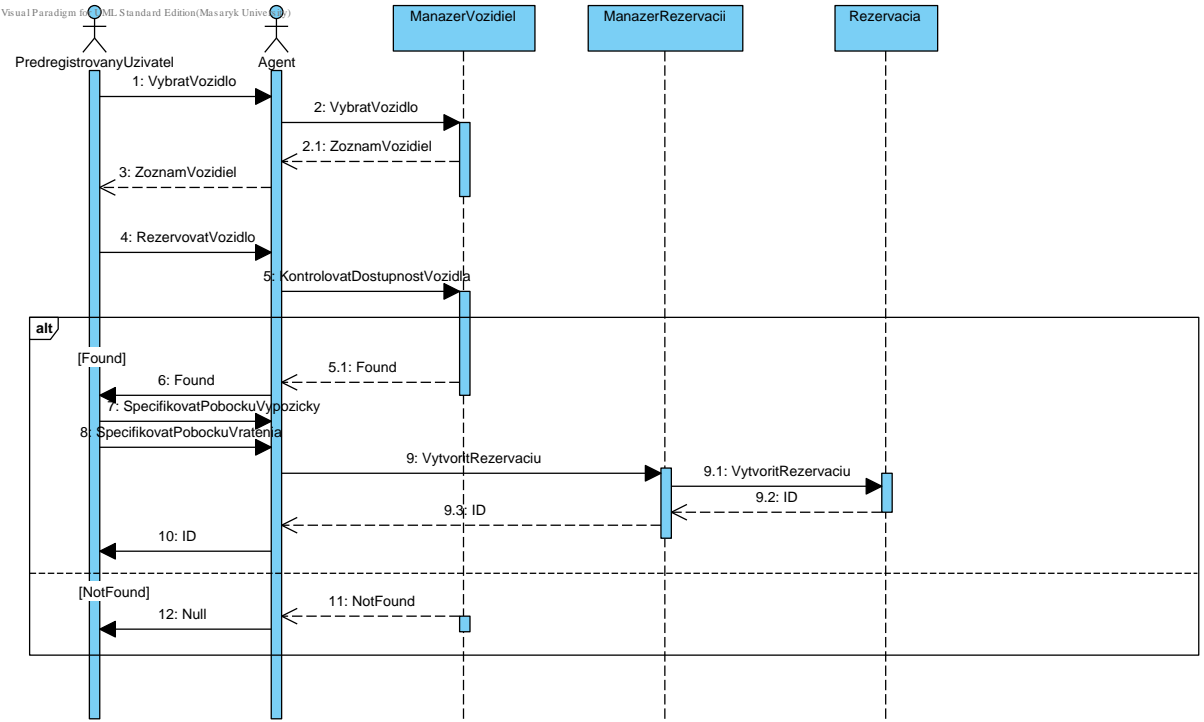 Visual Paradigm for UML Standard Edition(Masaryk University)
ManazerVozidiel
ManazerRezervacii
Rezervacia
PredregistrovanyUzivatel
Agent
1: VybratVozidlo
2: VybratVozidlo
2.1: ZoznamVozidiel
3: ZoznamVozidiel
4: RezervovatVozidlo
5: KontrolovatDostupnostVozidla
alt
[Found]
5.1: Found
6: Found
7: SpecifikovatPobockuVypozicky
8: SpecifikovatPobockuVratenia
9: VytvoritRezervaciu
9.1: VytvoritRezervaciu
9.2: ID
9.3: ID
10: ID
[NotFound]
11: NotFound
12: Null